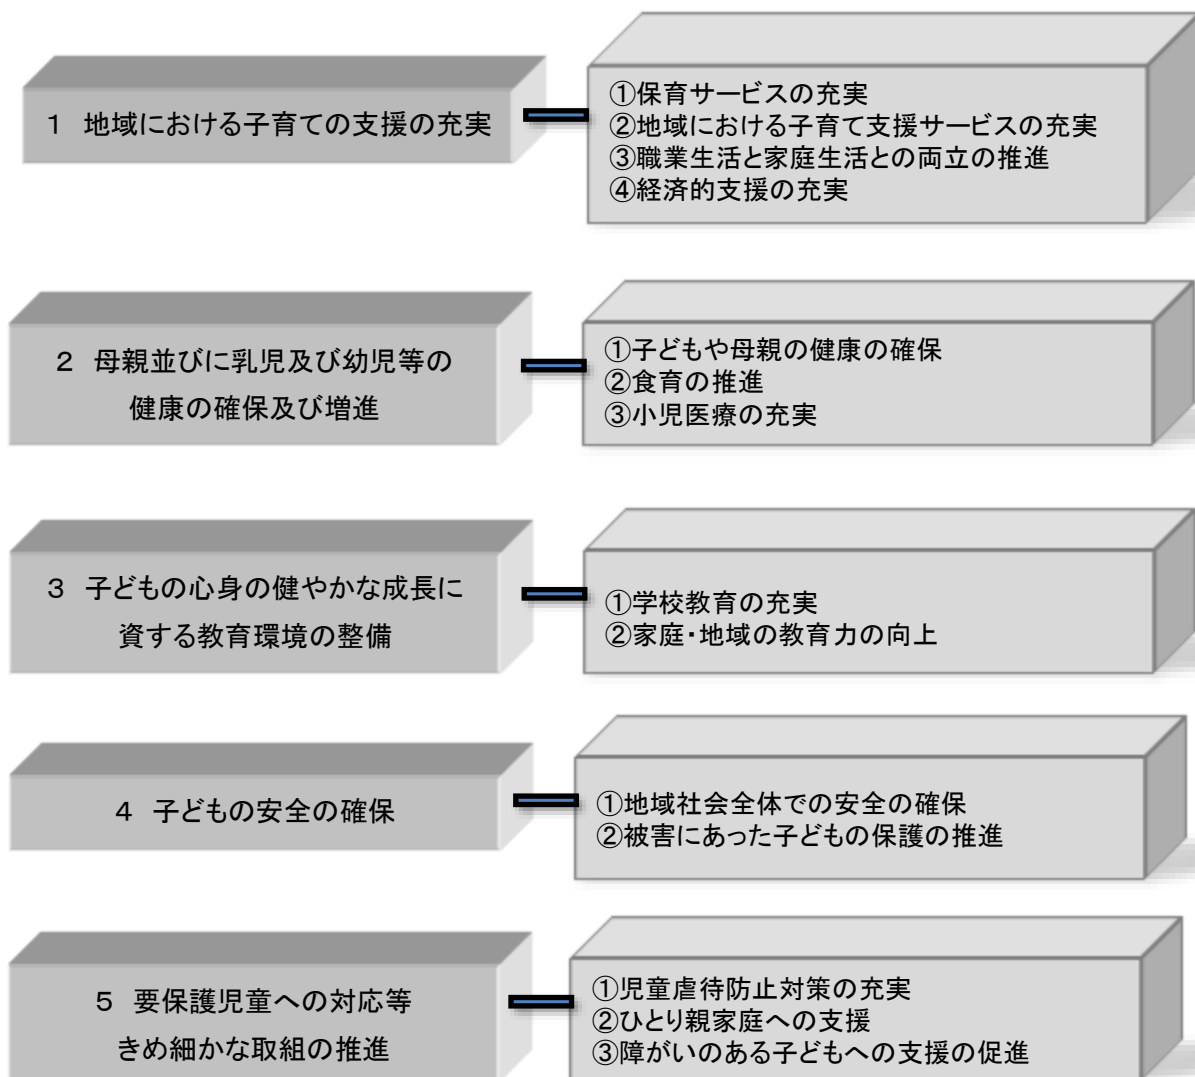 1 地域における子育ての支援の充実
①保育サービスの充実
②地域における子育て支援サービスの充実
③職業生活と家庭生活との両立の推進
④経済的支援の充実
2 母親並びに乳児及び幼児等の
健康の確保及び増進
①子どもや母親の健康の確保
②食育の推進
③小児医療の充実
3 子どもの心身の健やかな成長に
資する教育環境の整備
①学校教育の充実
②家庭・地域の教育力の向上
4 子どもの安全の確保
①地域社会全体での安全の確保
②被害にあった子どもの保護の推進
5 要保護児童への対応等
きめ細かな取組の推進
①児童虐待防止対策の充実
②ひとり親家庭への支援
③障がいのある子どもへの支援の促進